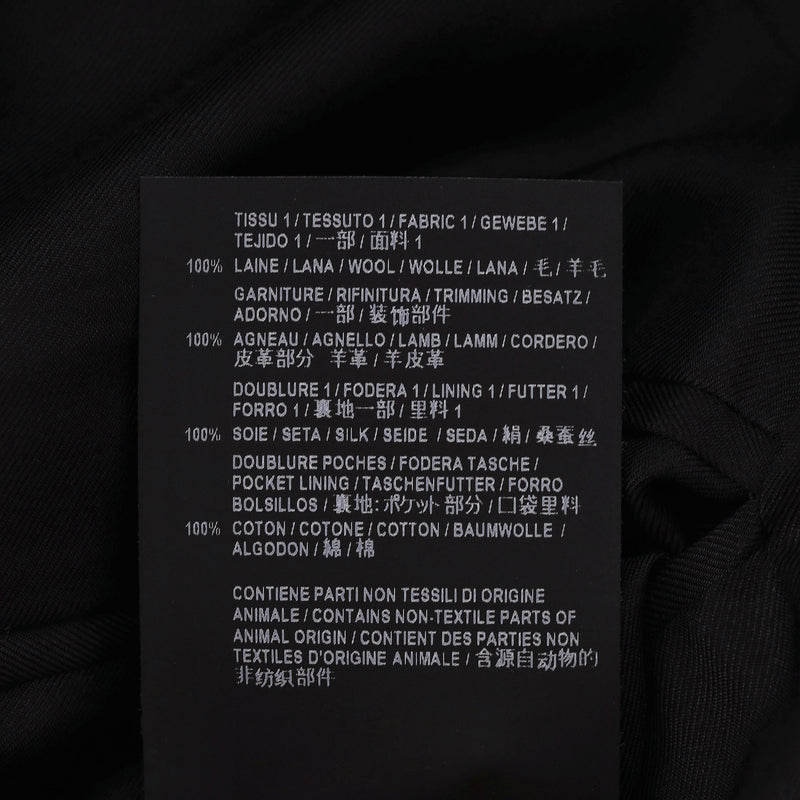 TISSU 1 / TESSUTO 1 / FABRIC 1 / GEWEBE 1 /
TEJIDO 1 / 一部 / 面料 1
100% LAINE / LANA / WOOL / WOLLE / LANA / 毛 / 羊毛
GARNITURE / RIFINITURA / TRIMMING / BESATZ /
ADORNO / 一部 / 装饰部件
100% AGNEAU / AGNELLO / LAMB / LAMM / CORDERO /
皮革部分 羊革 / 羊皮革
DOUBLURE 1 / FODERA 1 / LINING 1 / FUTTER 1 /
FORRO 1 / 裏地一部 / 里料 1
100% SOIE / SETA / SILK / SEIDE / SEDA / 絹 / 桑蚕丝
DOUBLURE POCHES / FODERA TASCHE /
POCKET LINING / TASCHENFUTTER / FORRO
BOLSILLOS / 裏地:ポケット部分 / 口袋里料
100% COTON / COTONE / COTTON / BAUMWOLLE /
ALGODON / 綿 / 棉
CONTIENE PARTI NON TESSILI DI ORIGINE
ANIMALE / CONTAINS NON-TEXTILE PARTS OF
ANIMAL ORIGIN / CONTIENT DES PARTIES NON
TEXTILES D'ORIGINE ANIMALE / 含源自动物的
非纺织部件